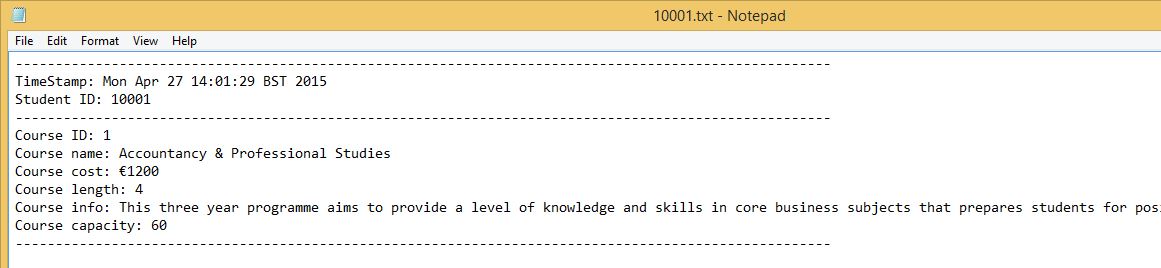 10001.txt - Notepad
File Edit Format View Help
---------------------------------------------------------------------------------------------------------
TimeStamp: Mon Apr 27 14:01:29 BST 2015
Student ID: 10001
---------------------------------------------------------------------------------------------------------
Course ID: 1
Course name: Accountancy & Professional Studies
Course cost: €1200
Course length: 4
Course info: This three year programme aims to provide a level of knowledge and skills in core business subjects that prepares students for
Course capacity: 60
---------------------------------------------------------------------------------------------------------